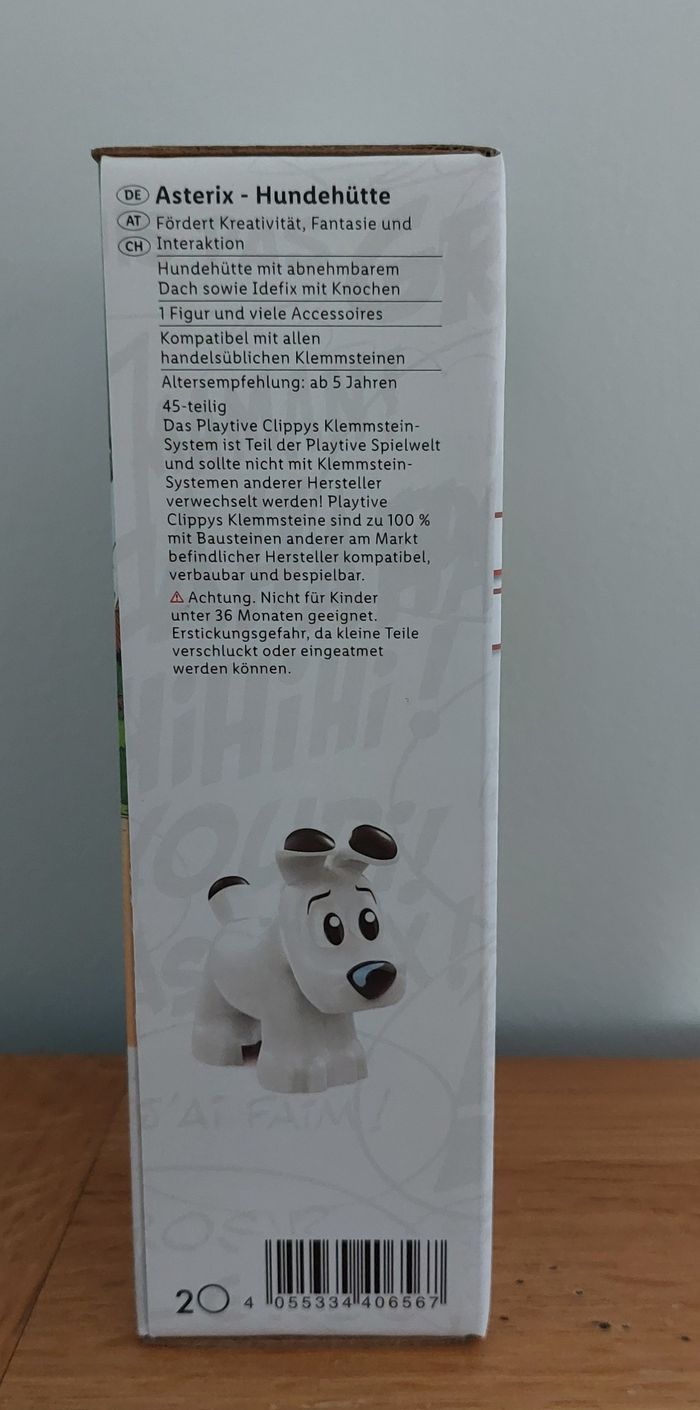 DE Asterix - Hundehütte
AT Fördert Kreativität, Fantasie und
CH Interaktion
Hundehütte mit abnehmbarem
Dach sowie Idefix mit Knochen
1 Figur und viele Accessoires
Kompatibel mit allen
handelsüblichen Klemmsteinen
Altersempfehlung: ab 5 Jahren
45-teilig
Das Playtive Clippys Klemmstein-
System ist Teil der Playtive Spielwelt
und sollte nicht mit Klemmstein-
Systemen anderer Hersteller
verwechselt werden! Playtive
Clippys Klemmsteine sind zu 100 %
mit Bausteinen anderer am Markt
befindlicher Hersteller kompatibel,
verbaubar und bespielbar.
⚠ Achtung. Nicht für Kinder
unter 36 Monaten geeignet.
Erstickungsgefahr, da kleine Teile
verschluckt oder eingeatmet
werden können.
HiHiHi!
J'AI FAIM!
2 4 055334 406567